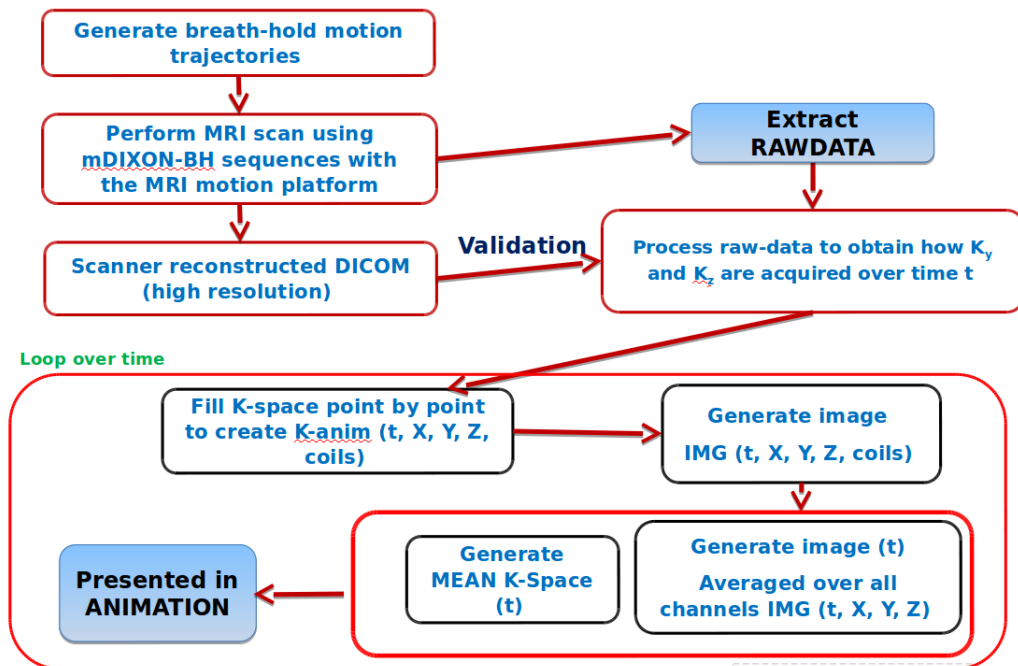 Generate breath-hold motion
trajectories
Perform MRI scan using
mDIXON-BH sequences with
the MRI motion platform
Extract
RAWDATA
Scanner reconstructed DICOM
(high resolution)
Validation
Process raw-data to obtain how Ky
and Kz are acquired over time t
Loop over time
Fill K-space point by point
to create K-anim (t, X, Y, Z,
coils)
Generate image
IMG (t, X, Y, Z, coils)
Generate
MEAN K-Space
(t)
Generate image (t)
Averaged over all
channels IMG (t, X, Y, Z)
Presented in
ANIMATION